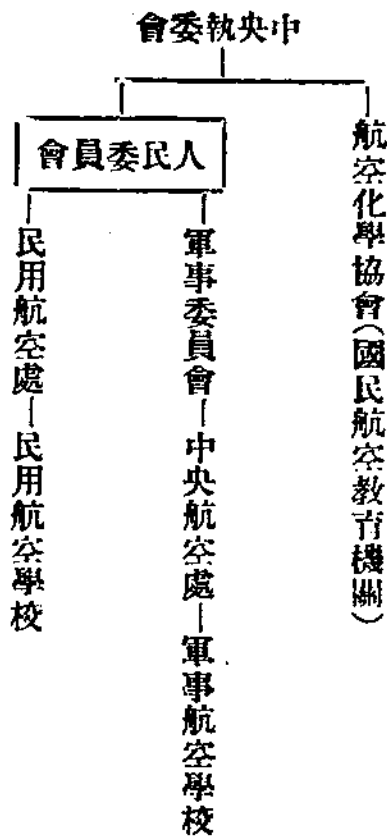 中央執委會
航空化學協會(國民航空敎育機關)
人民委員會
軍事委員會—中央航空處—軍事航空學校
民用航空處—民用航空學校